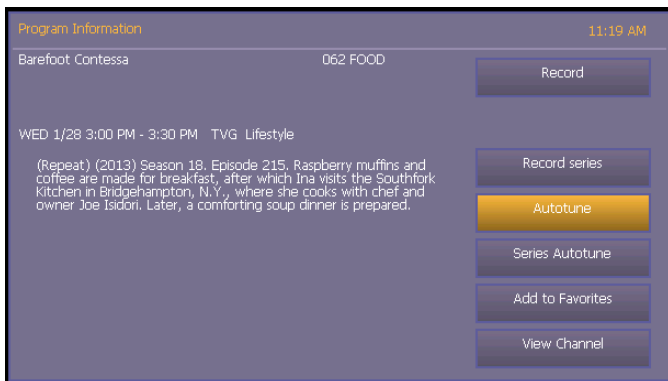 Program Information 11:19 AM
Barefoot Contessa 062 FOOD
Record
WED 1/28 3:00 PM - 3:30 PM TVG Lifestyle
(Repeat) (2013) Season 18. Episode 215. Raspberry muffins and
coffee are made for breakfast, after which Ina visits the Southfork
Kitchen in Bridgehampton, N.Y., where she cooks with chef and
owner Joe Isidori. Later, a comforting soup dinner is prepared.
Record series
Autotune
Series Autotune
Add to Favorites
View Channel